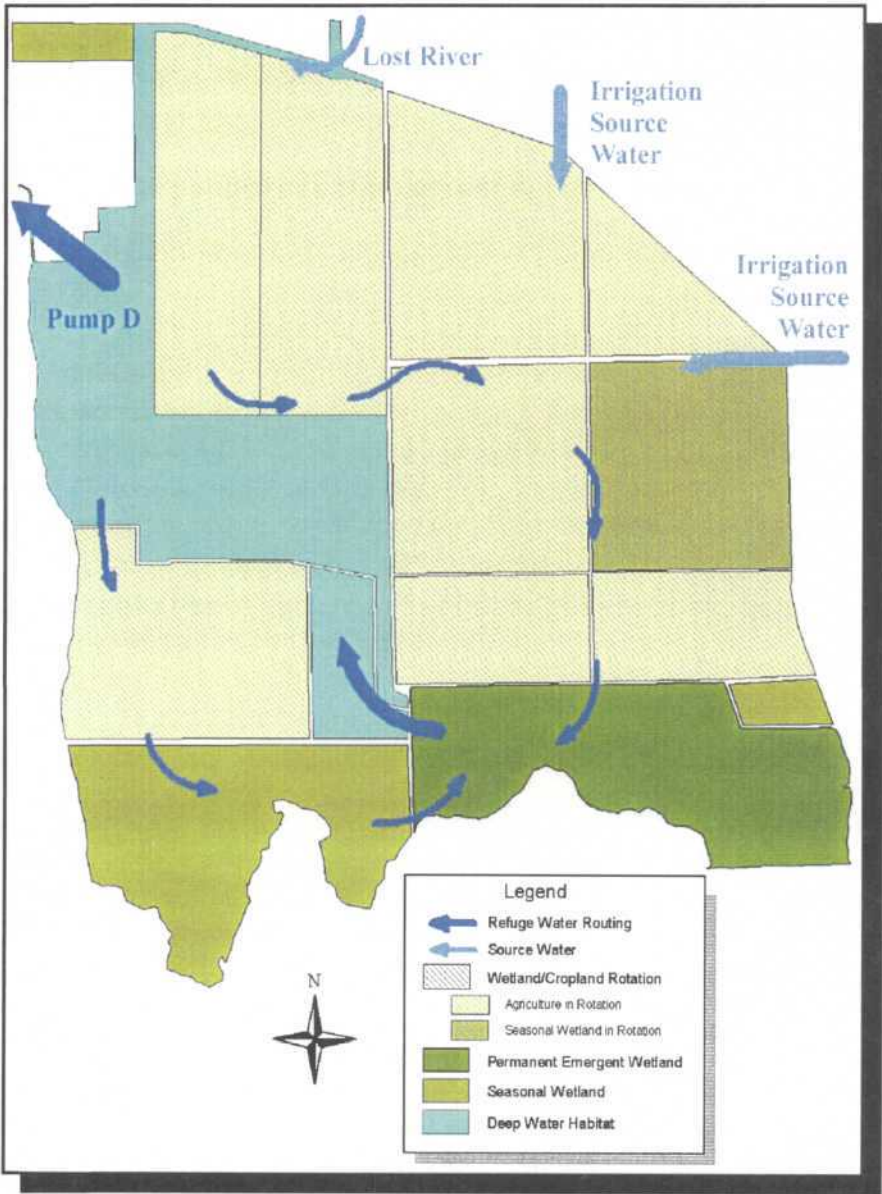 Lost River
Irrigation
Source
Water
Irrigation
Source
Water
Pump D
Legend
Refuge Water Routing
Source Water
Wetland/Cropland Rotation
Agriculture in Rotation
Seasonal Wetland in Rotation
Permanent Emergent Wetland
Seasonal Wetland
Deep Water Habitat
N